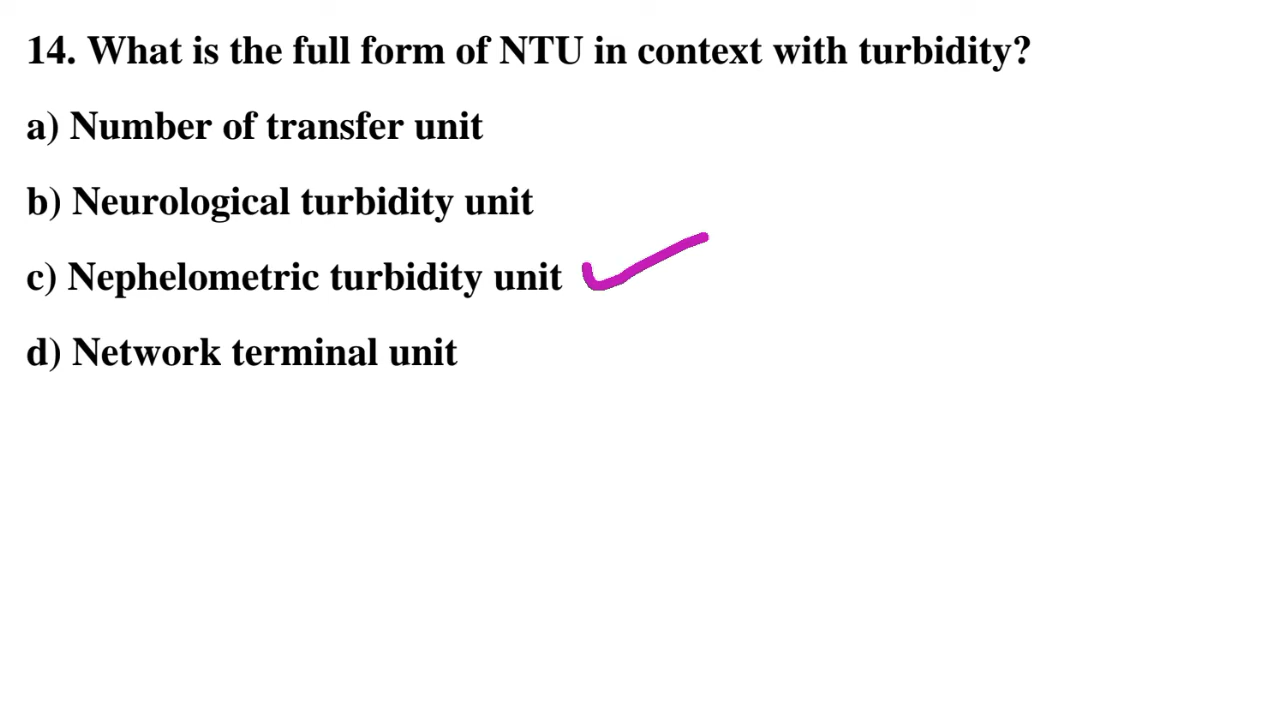 14. What is the full form of NTU in context with turbidity?
a) Number of transfer unit
b) Neurological turbidity unit
c) Nephelometric turbidity unit
d) Network terminal unit